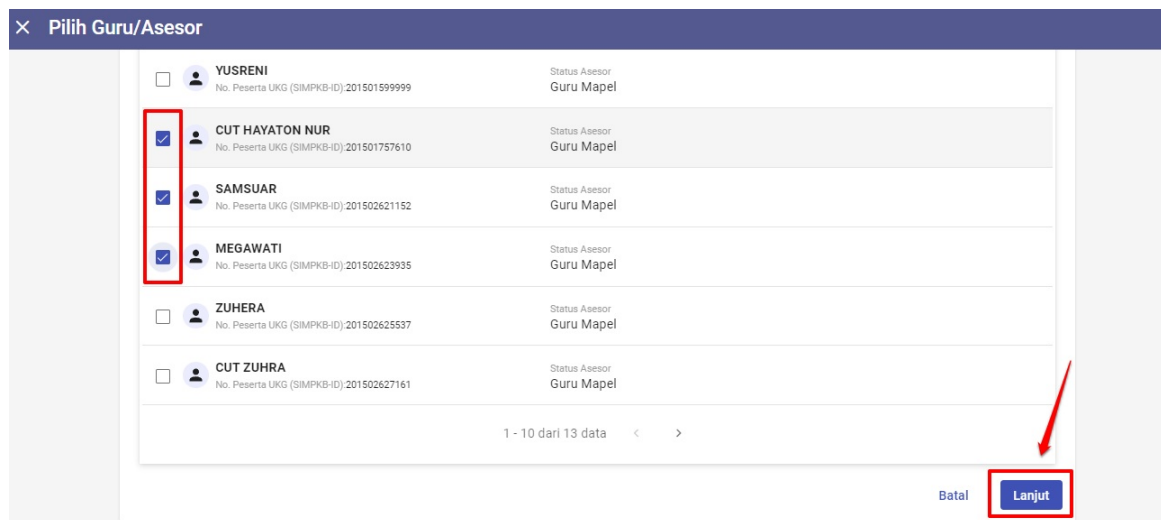 Pilih Guru/Asesor
YUSRENI
No. Peserta UKG (SIMPKB-ID):201501599999
Status Asesor
Guru Mapel
CUT HAYATON NUR
No. Peserta UKG (SIMPKB-ID):201501757610
Status Asesor
Guru Mapel
SAMSUAR
No. Peserta UKG (SIMPKB-ID):201502621152
Status Asesor
Guru Mapel
MEGAWATI
No. Peserta UKG (SIMPKB-ID):201502623935
Status Asesor
Guru Mapel
ZUHERA
No. Peserta UKG (SIMPKB-ID):201502625537
Status Asesor
Guru Mapel
CUT ZUHRA
No. Peserta UKG (SIMPKB-ID):201502627161
Status Asesor
Guru Mapel
1 - 10 dari 13 data
Batal
Lanjut